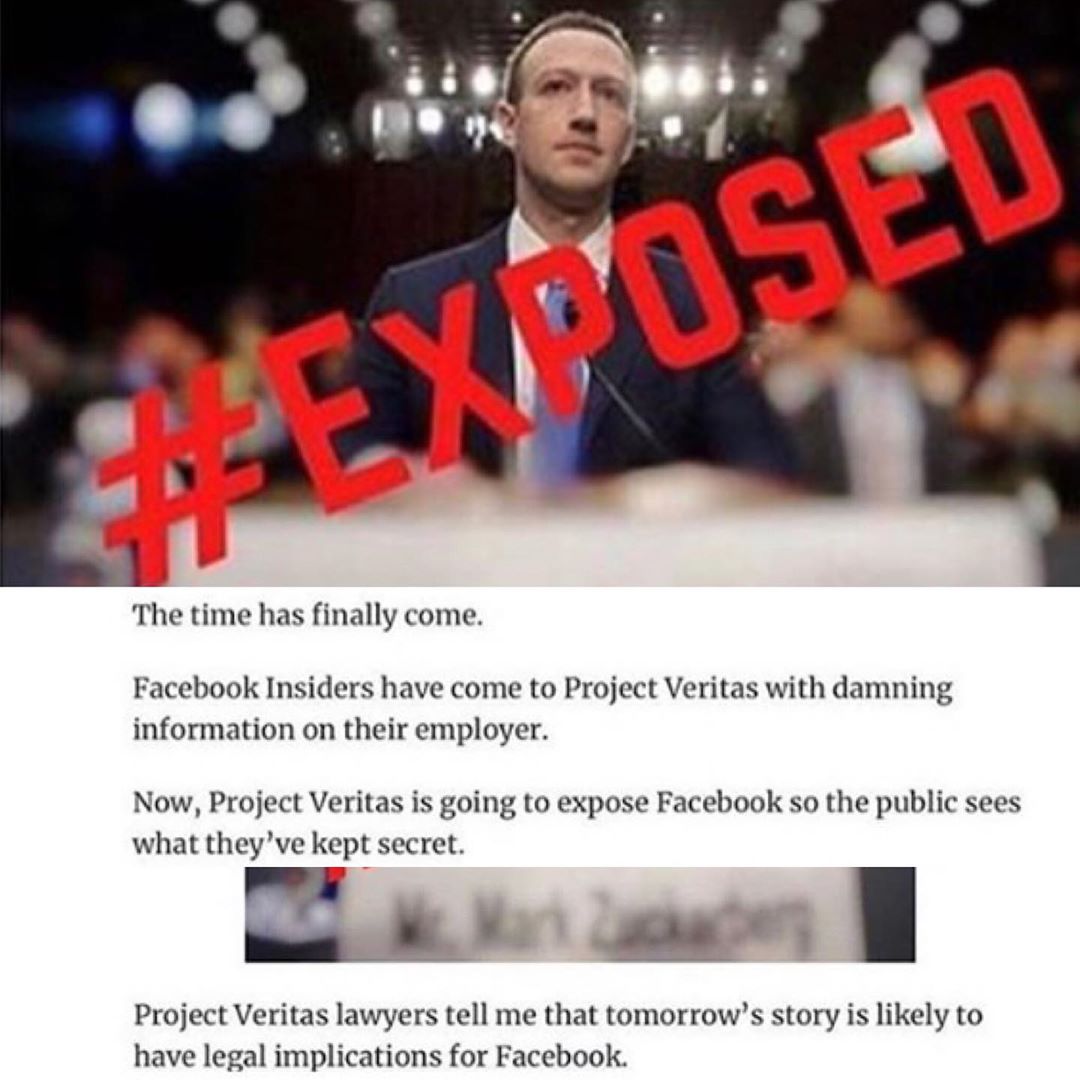 #EXPOSED
The time has finally come.
Facebook Insiders have come to Project Veritas with damning
information on their employer.
Now, Project Veritas is going to expose Facebook so the public sees
what they've kept secret.
Mr. Mark Zuckerberg
Project Veritas lawyers tell me that tomorrow's story is likely to
have legal implications for Facebook.